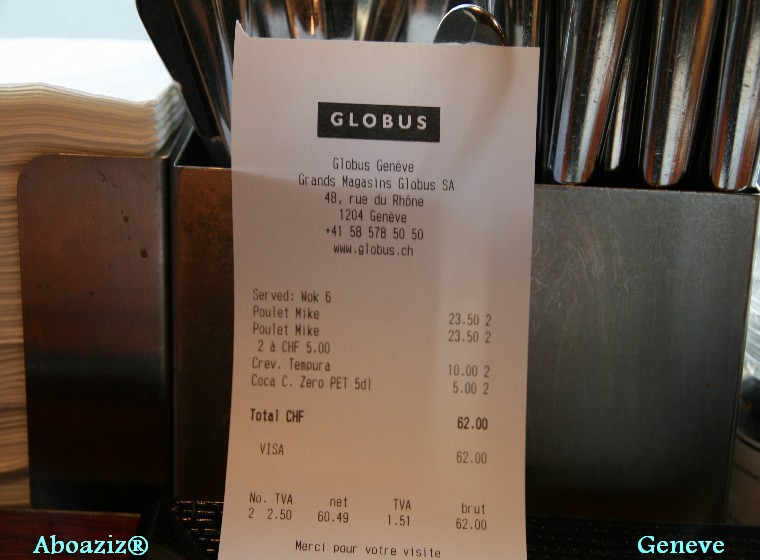 GLOBUS
Globus Genève
Grands Magasins Globus SA
48, rue du Rhône
1204 Genève
+41 58 578 50 50
www.globus.ch
Served: Wok 6
Poulet Mike 23.50 2
Poulet Mike 23.50 2
2 à CHF 5.00
Crev. Tempura 10.00 2
Coca C. Zero PET 5dl 5.00 2
Total CHF 62.00
VISA 62.00
No. TVA net TVA brut
2 2.50 60.49 1.51 62.00
Merci pour votre visite
Aboaziz® Geneve